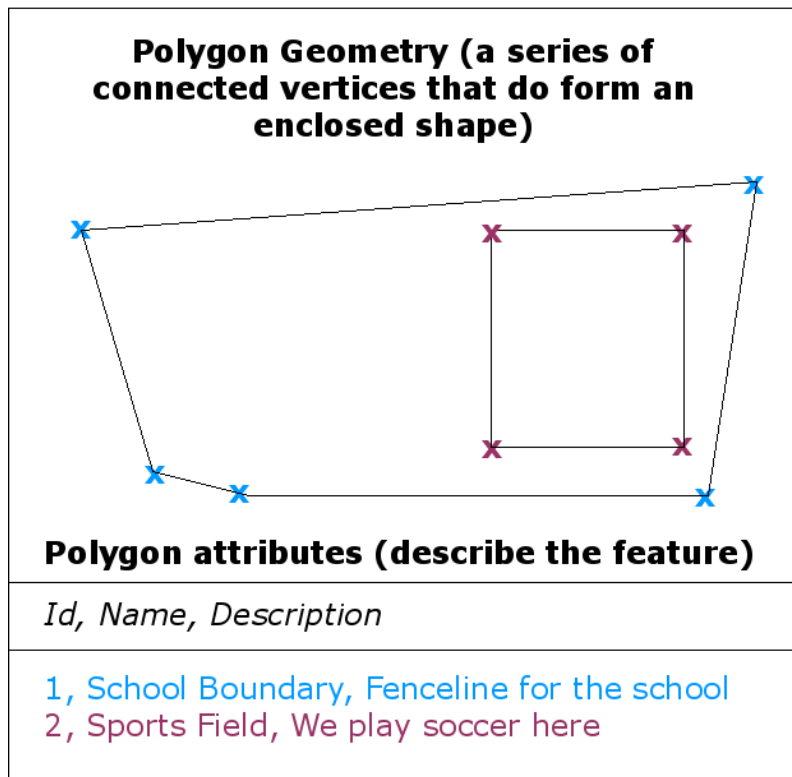 Polygon Geometry (a series of
connected vertices that do form an
enclosed shape)
x
x
x
x
x
x
x
x
x
Polygon attributes (describe the feature)
Id, Name, Description
1, School Boundary, Fenceline for the school
2, Sports Field, We play soccer here